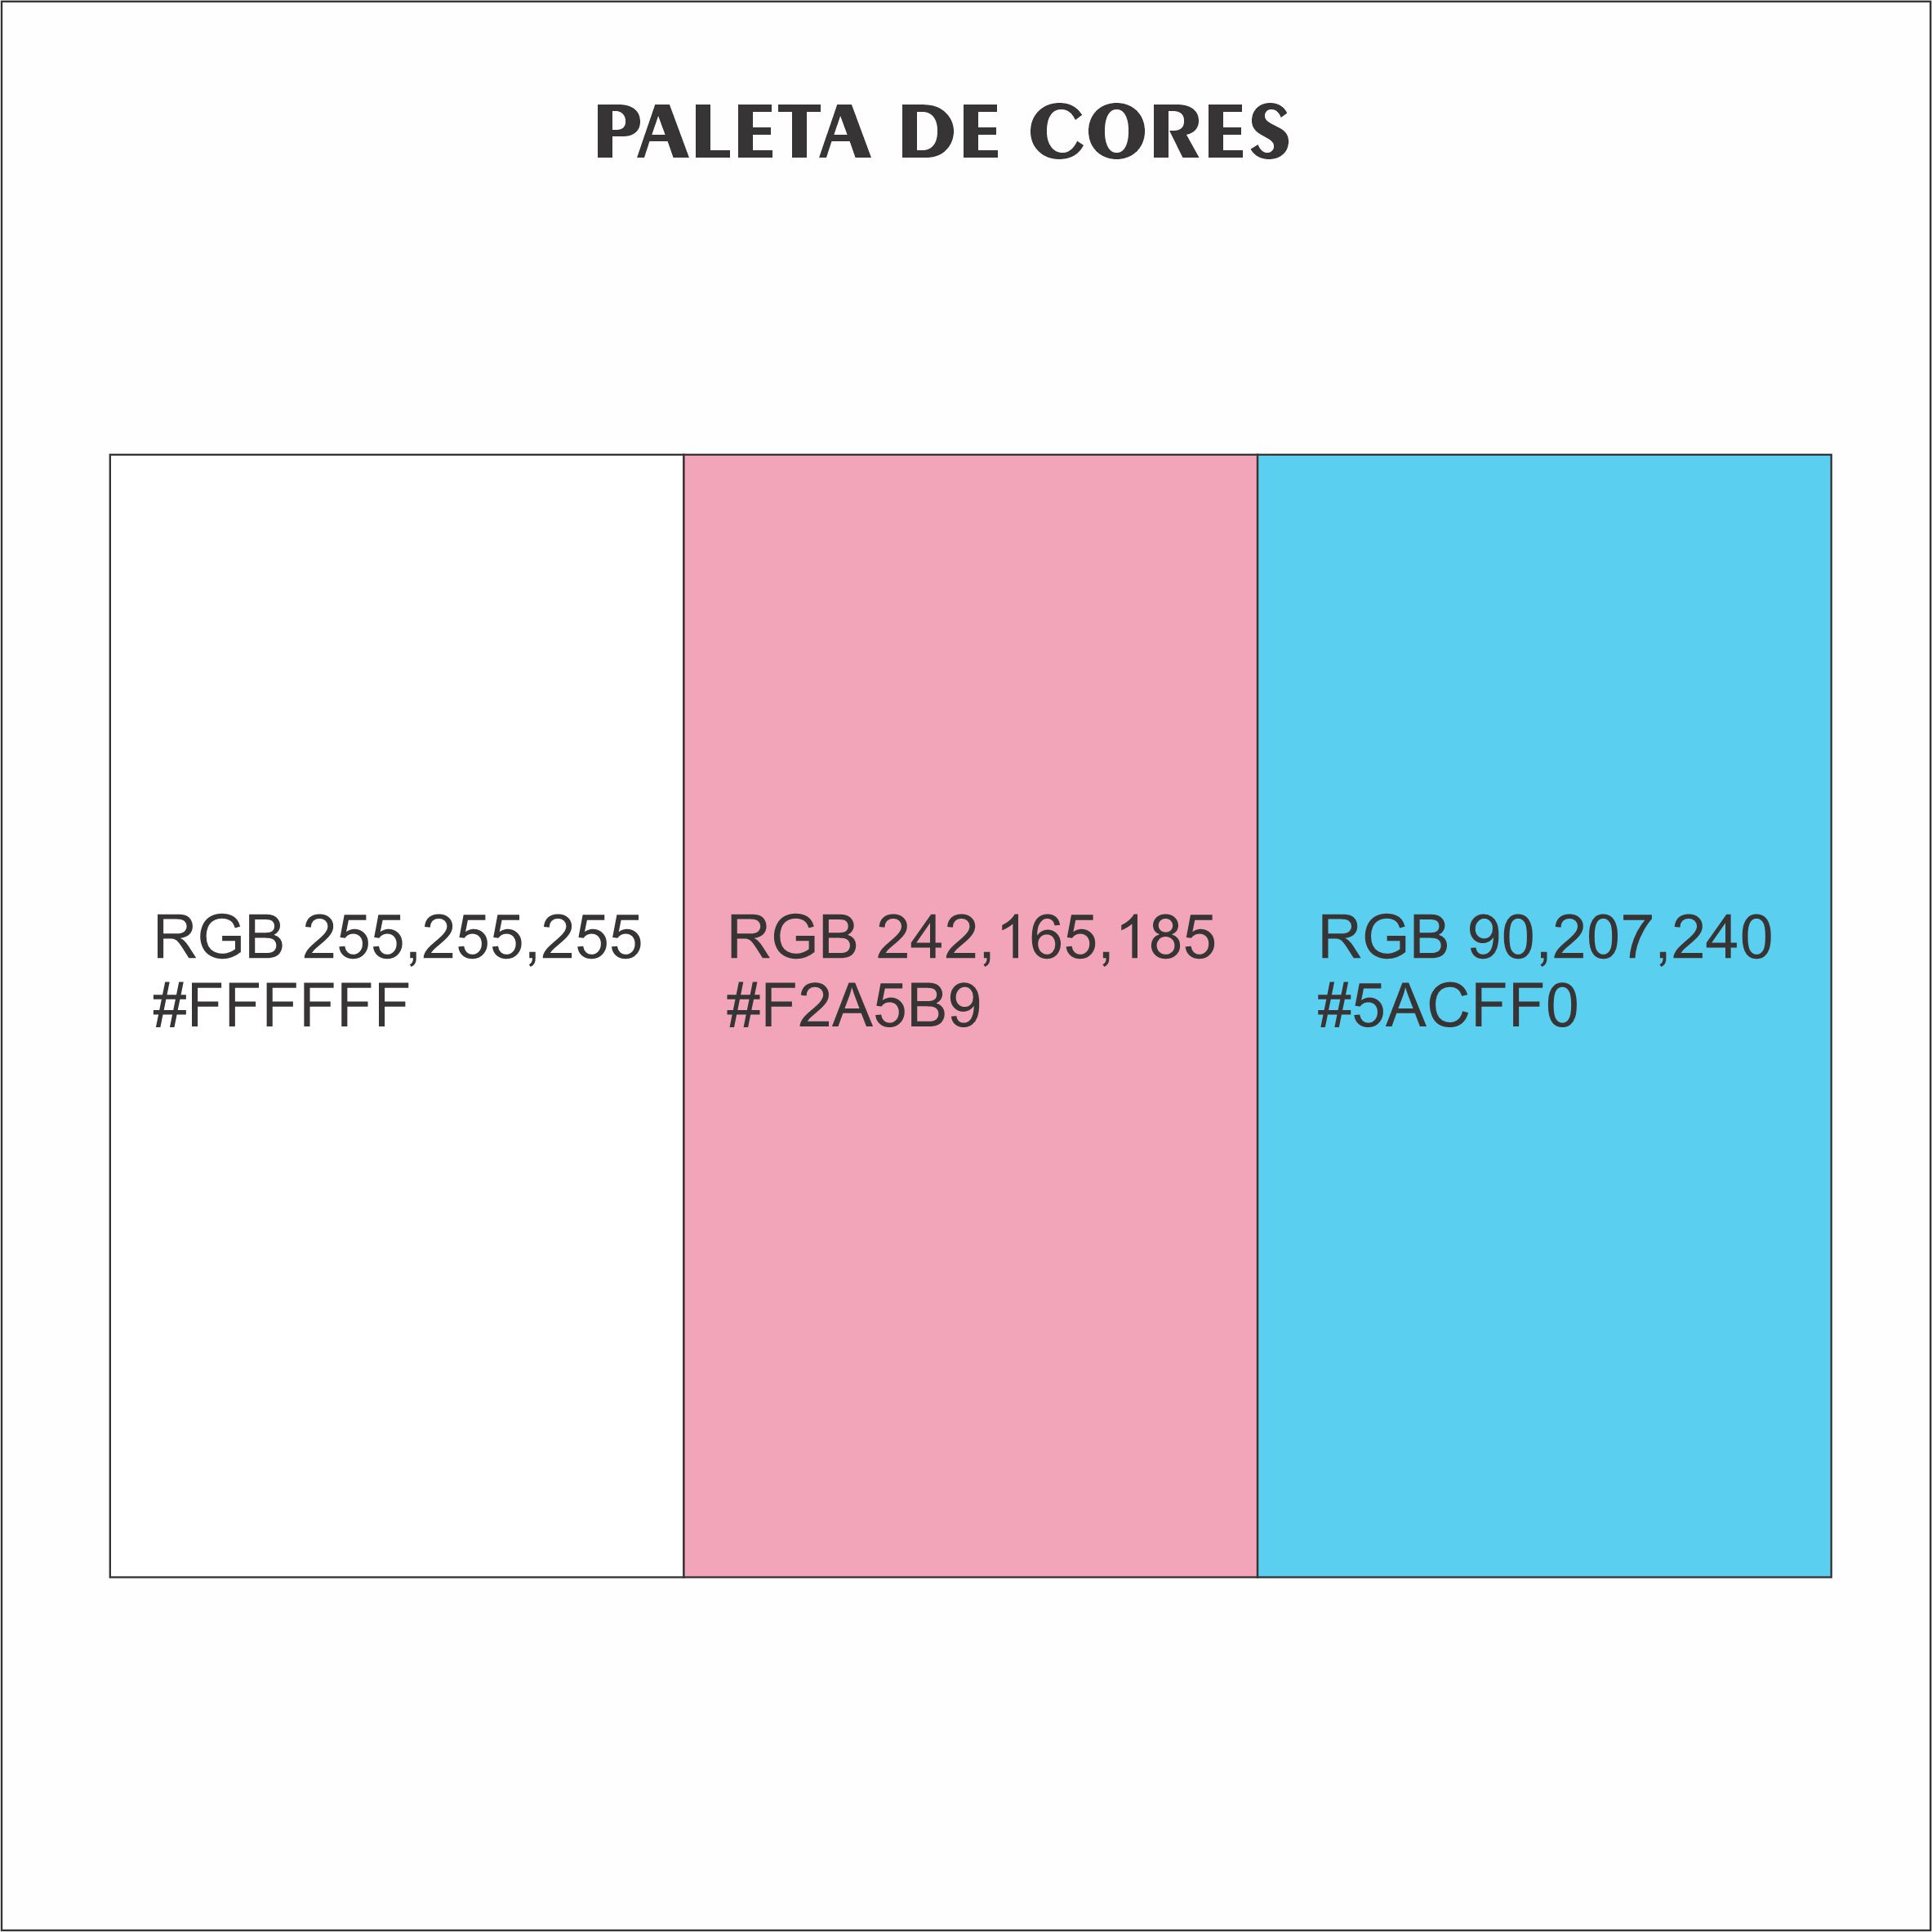 PALETA DE CORES
RGB 255,255,255
#FFFFFF
RGB 242, 165,185
#F2A5B9
RGB 90,207,240
#5ACFF0